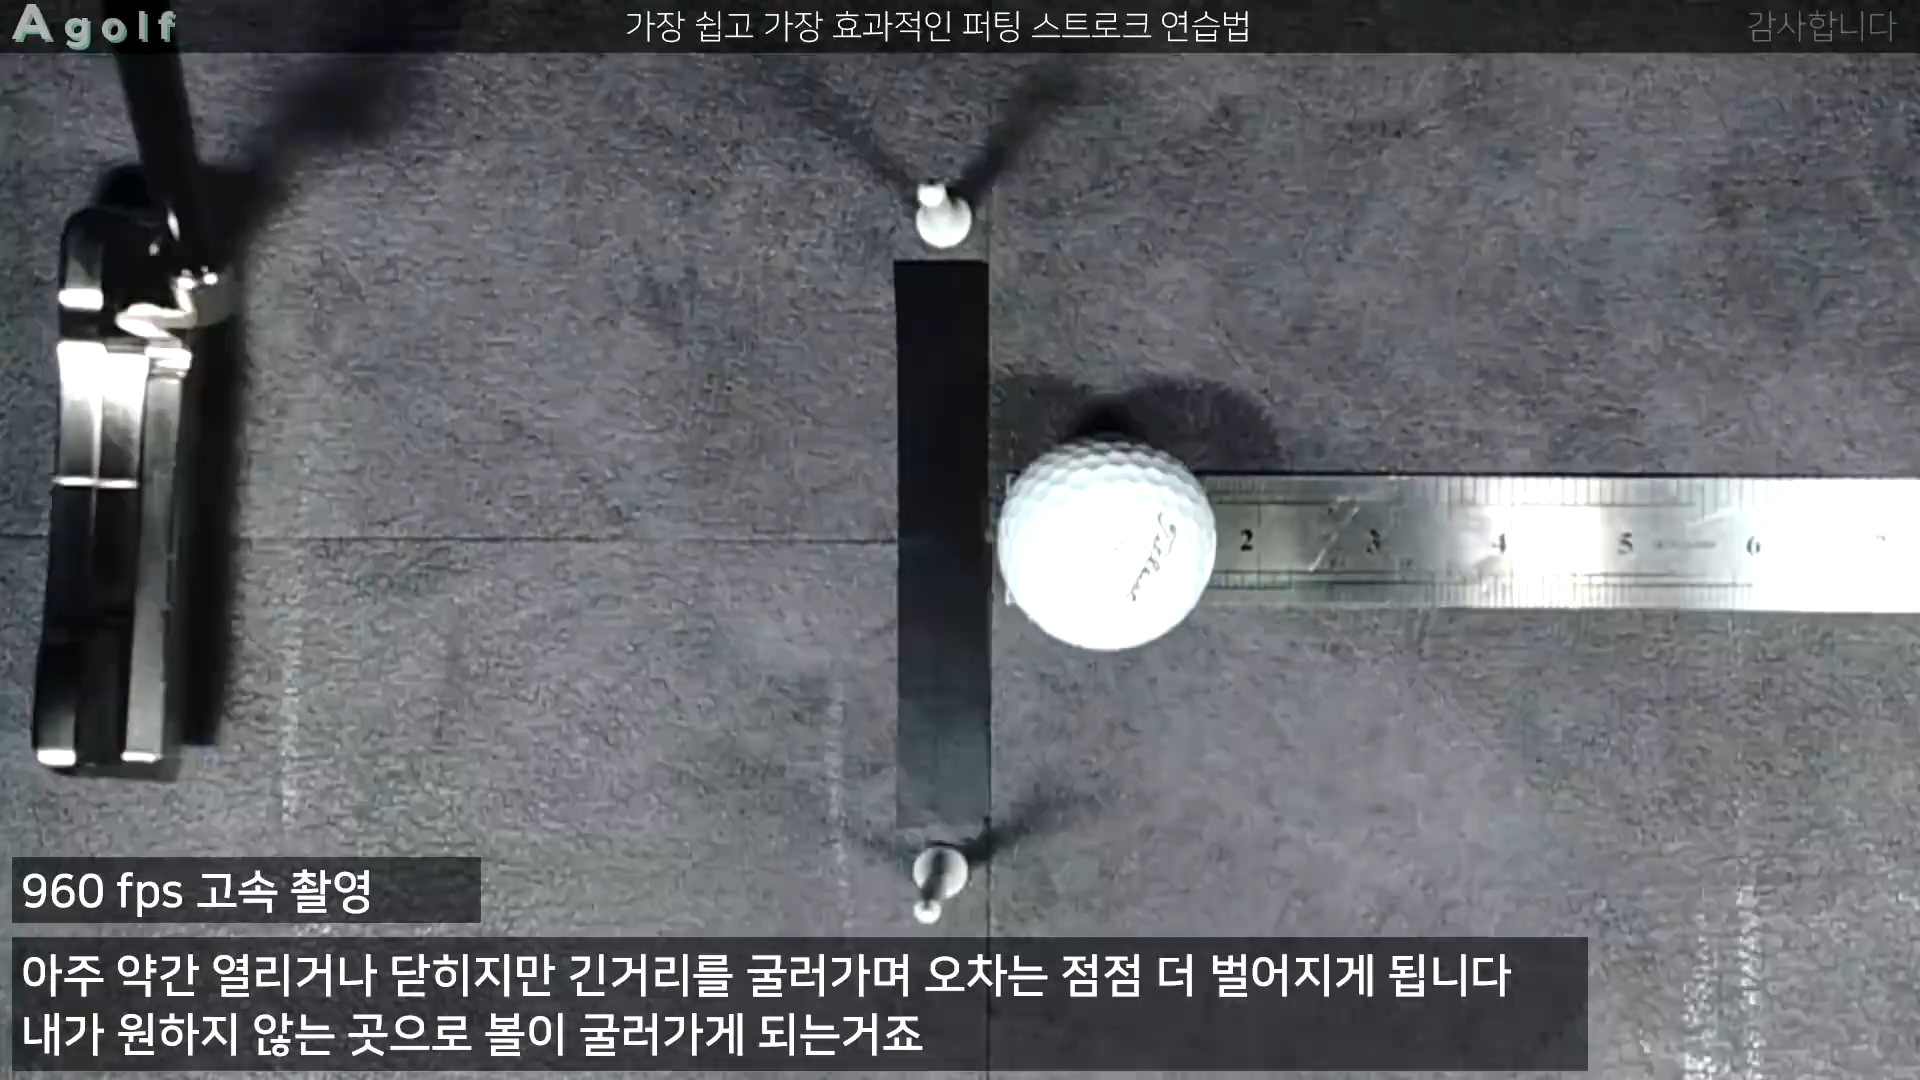 Agolf
가장 쉽고 가장 효과적인 퍼팅 스트로크 연습법
감사합니다
Titleist
2 3 4 5 6 7
960 fps 고속 촬영
아주 약간 열리거나 닫히지만 긴거리를 굴러가며 오차는 점점 더 벌어지게 됩니다
내가 원하지 않는 곳으로 볼이 굴러가게 되는거죠